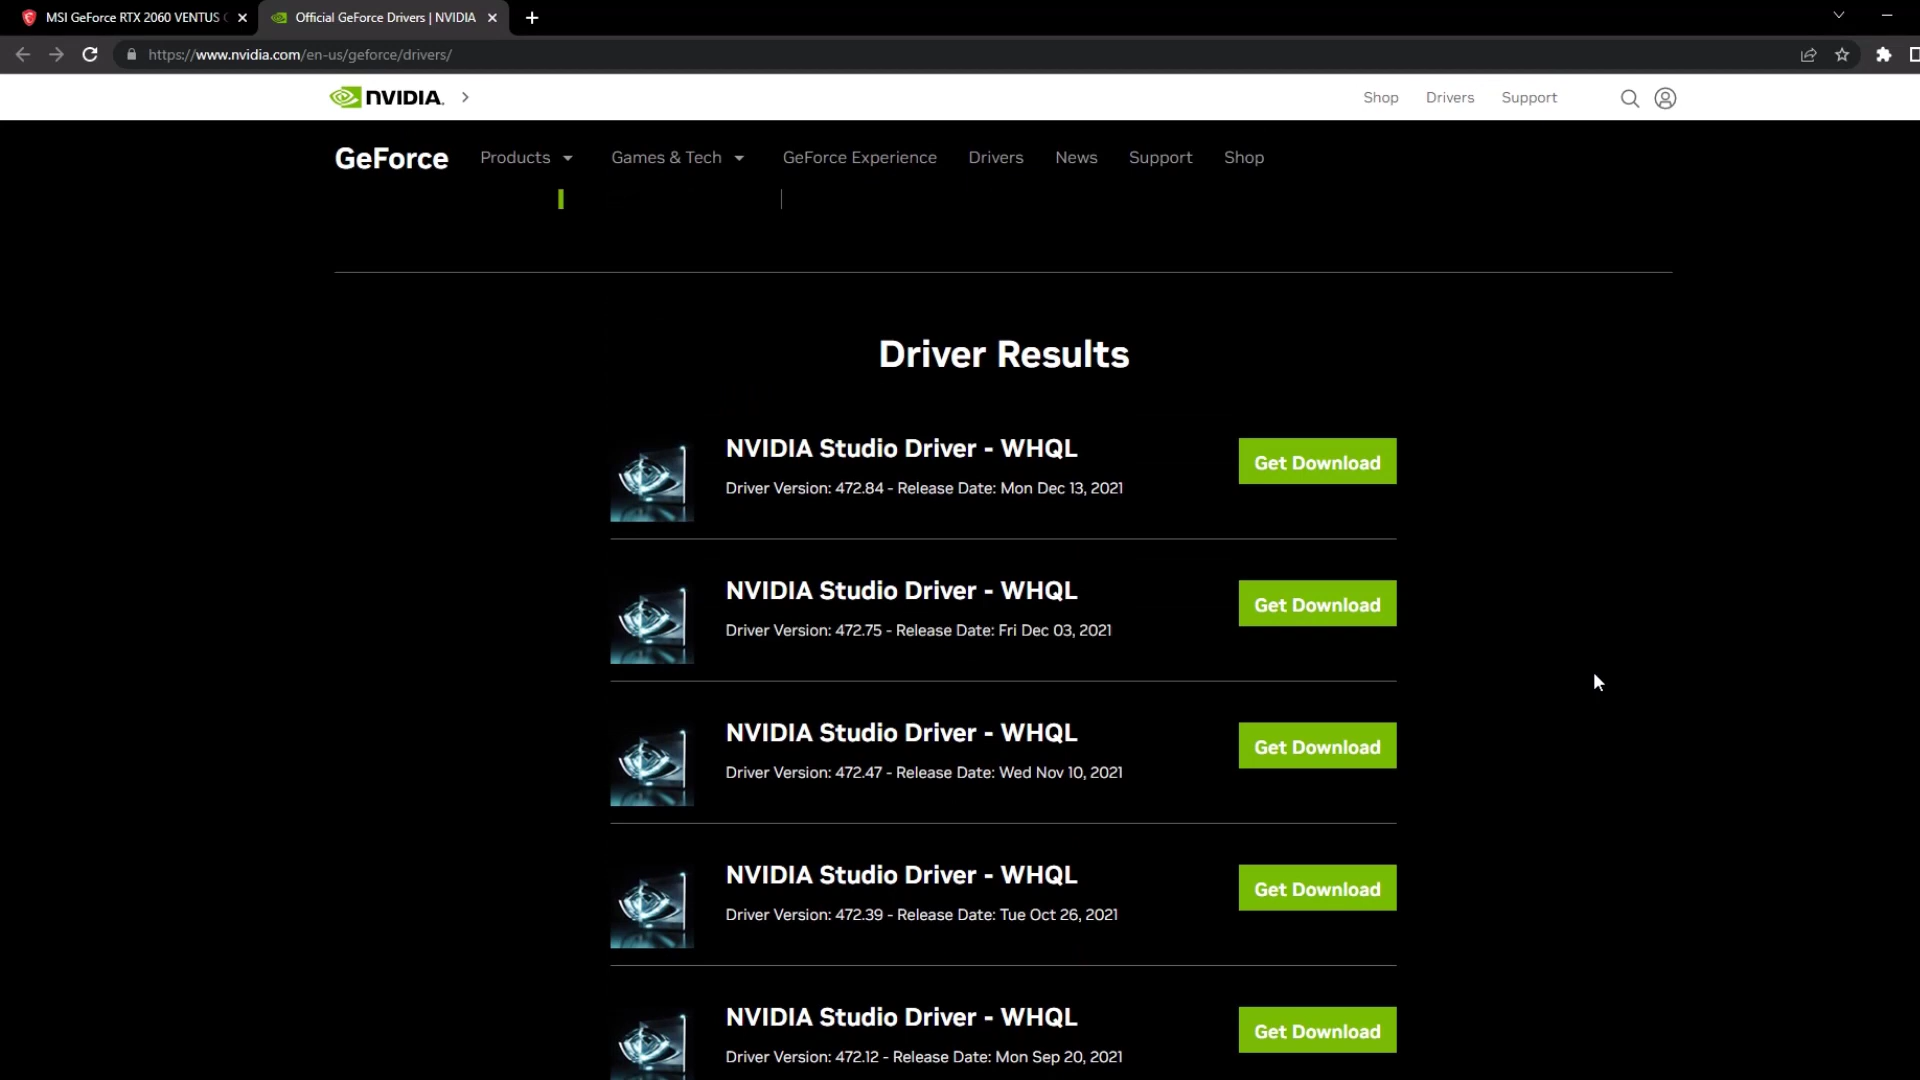 MSI GeForce RTX 2060 VENTUS
Official GeForce Drivers | NVIDIA
https://www.nvidia.com/en-us/geforce/drivers/
NVIDIA.
Shop
Drivers
Support
GeForce
Products
Games & Tech
GeForce Experience
Drivers
News
Support
Shop
Driver Results
NVIDIA Studio Driver - WHQL
Driver Version: 472.84 - Release Date: Mon Dec 13, 2021
Get Download
NVIDIA Studio Driver - WHQL
Driver Version: 472.75 - Release Date: Fri Dec 03, 2021
Get Download
NVIDIA Studio Driver - WHQL
Driver Version: 472.47 - Release Date: Wed Nov 10, 2021
Get Download
NVIDIA Studio Driver - WHQL
Driver Version: 472.39 - Release Date: Tue Oct 26, 2021
Get Download
NVIDIA Studio Driver - WHQL
Driver Version: 472.12 - Release Date: Mon Sep 20, 2021
Get Download